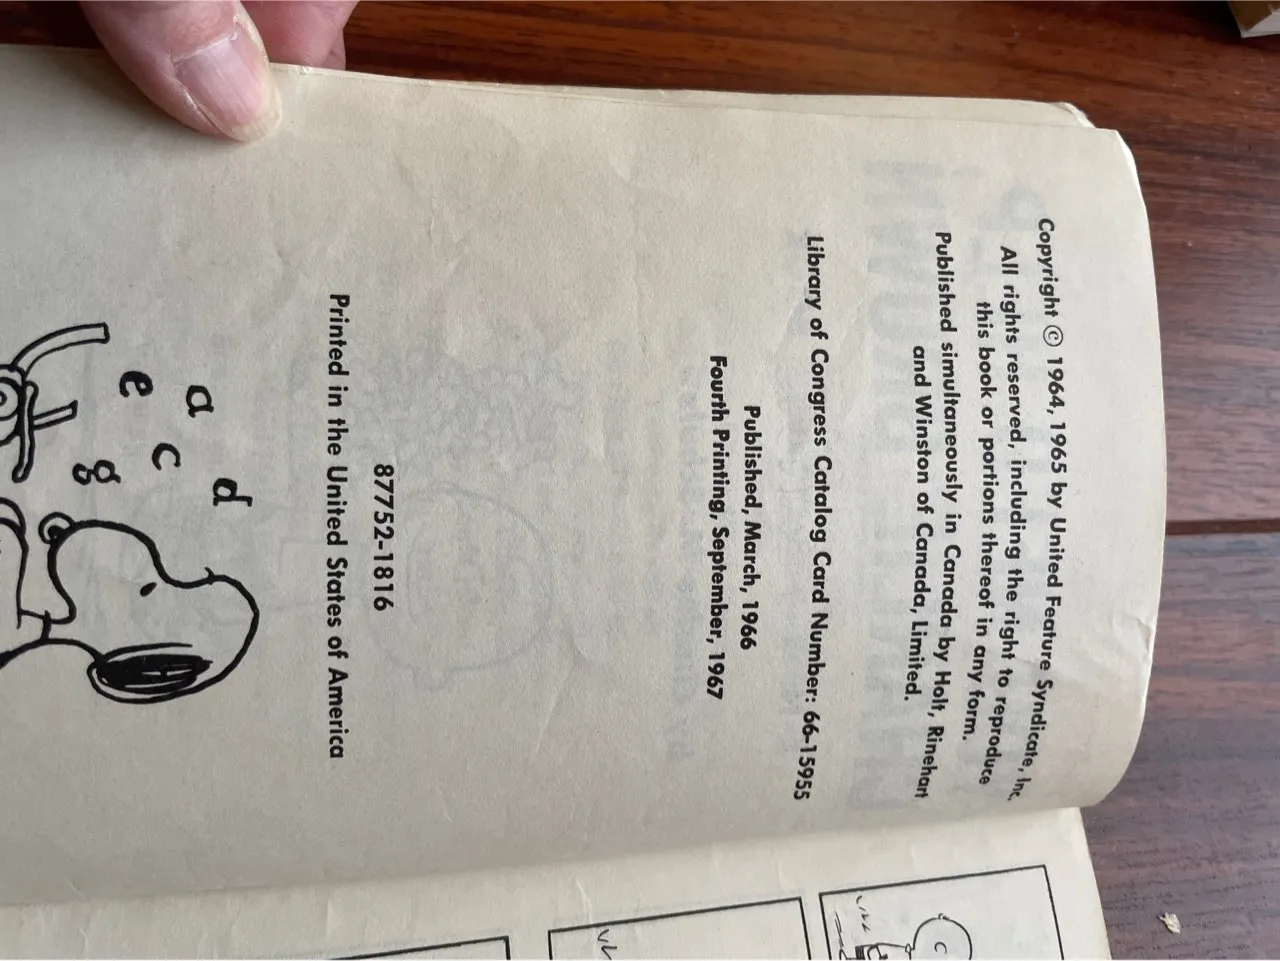 Copyright © 1964, 1965 by United Feature Syndicate, Inc.
All rights reserved, including the right to reproduce
this book or portions thereof in any form.
Published simultaneously in Canada by Holt, Rinehart
and Winston of Canada, Limited.
Library of Congress Catalog Card Number: 66-15955
Published, March, 1966
Fourth Printing, September, 1967
87752-1816
Printed in the United States of America
d
a
c
e
g